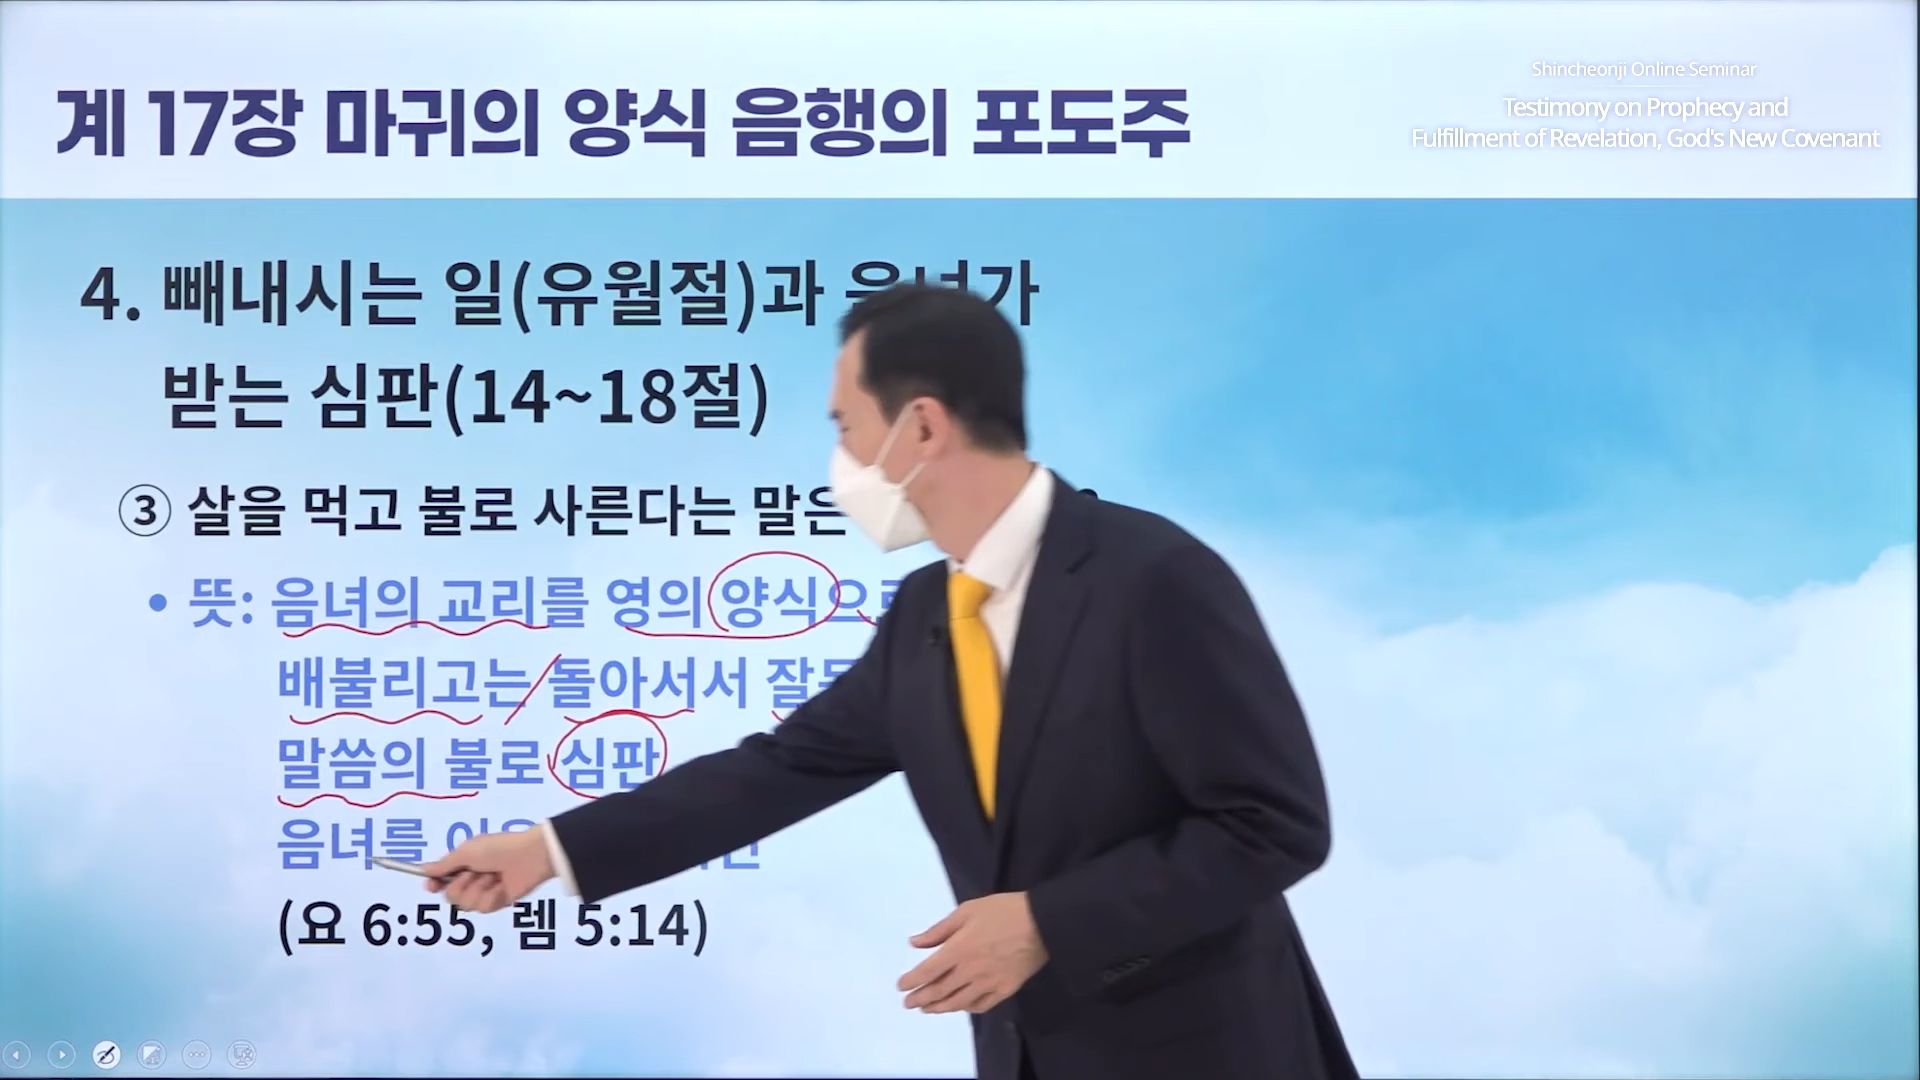 계 17장 마귀의 양식 음행의 포도주
Shincheonji Online Seminar
Testimony on Prophecy and
Fulfillment of Revelation, God's New Covenant
4. 빼내시는 일(유월절)과
받는 심판(14~18절)
③ 살을 먹고 불로 사른다는 말은
• 뜻: 음녀의 교리를 영의 양식으로
배불리고는 돌아서서
말씀의 불로 심판
음녀를
(요 6:55, 렘 5:14)